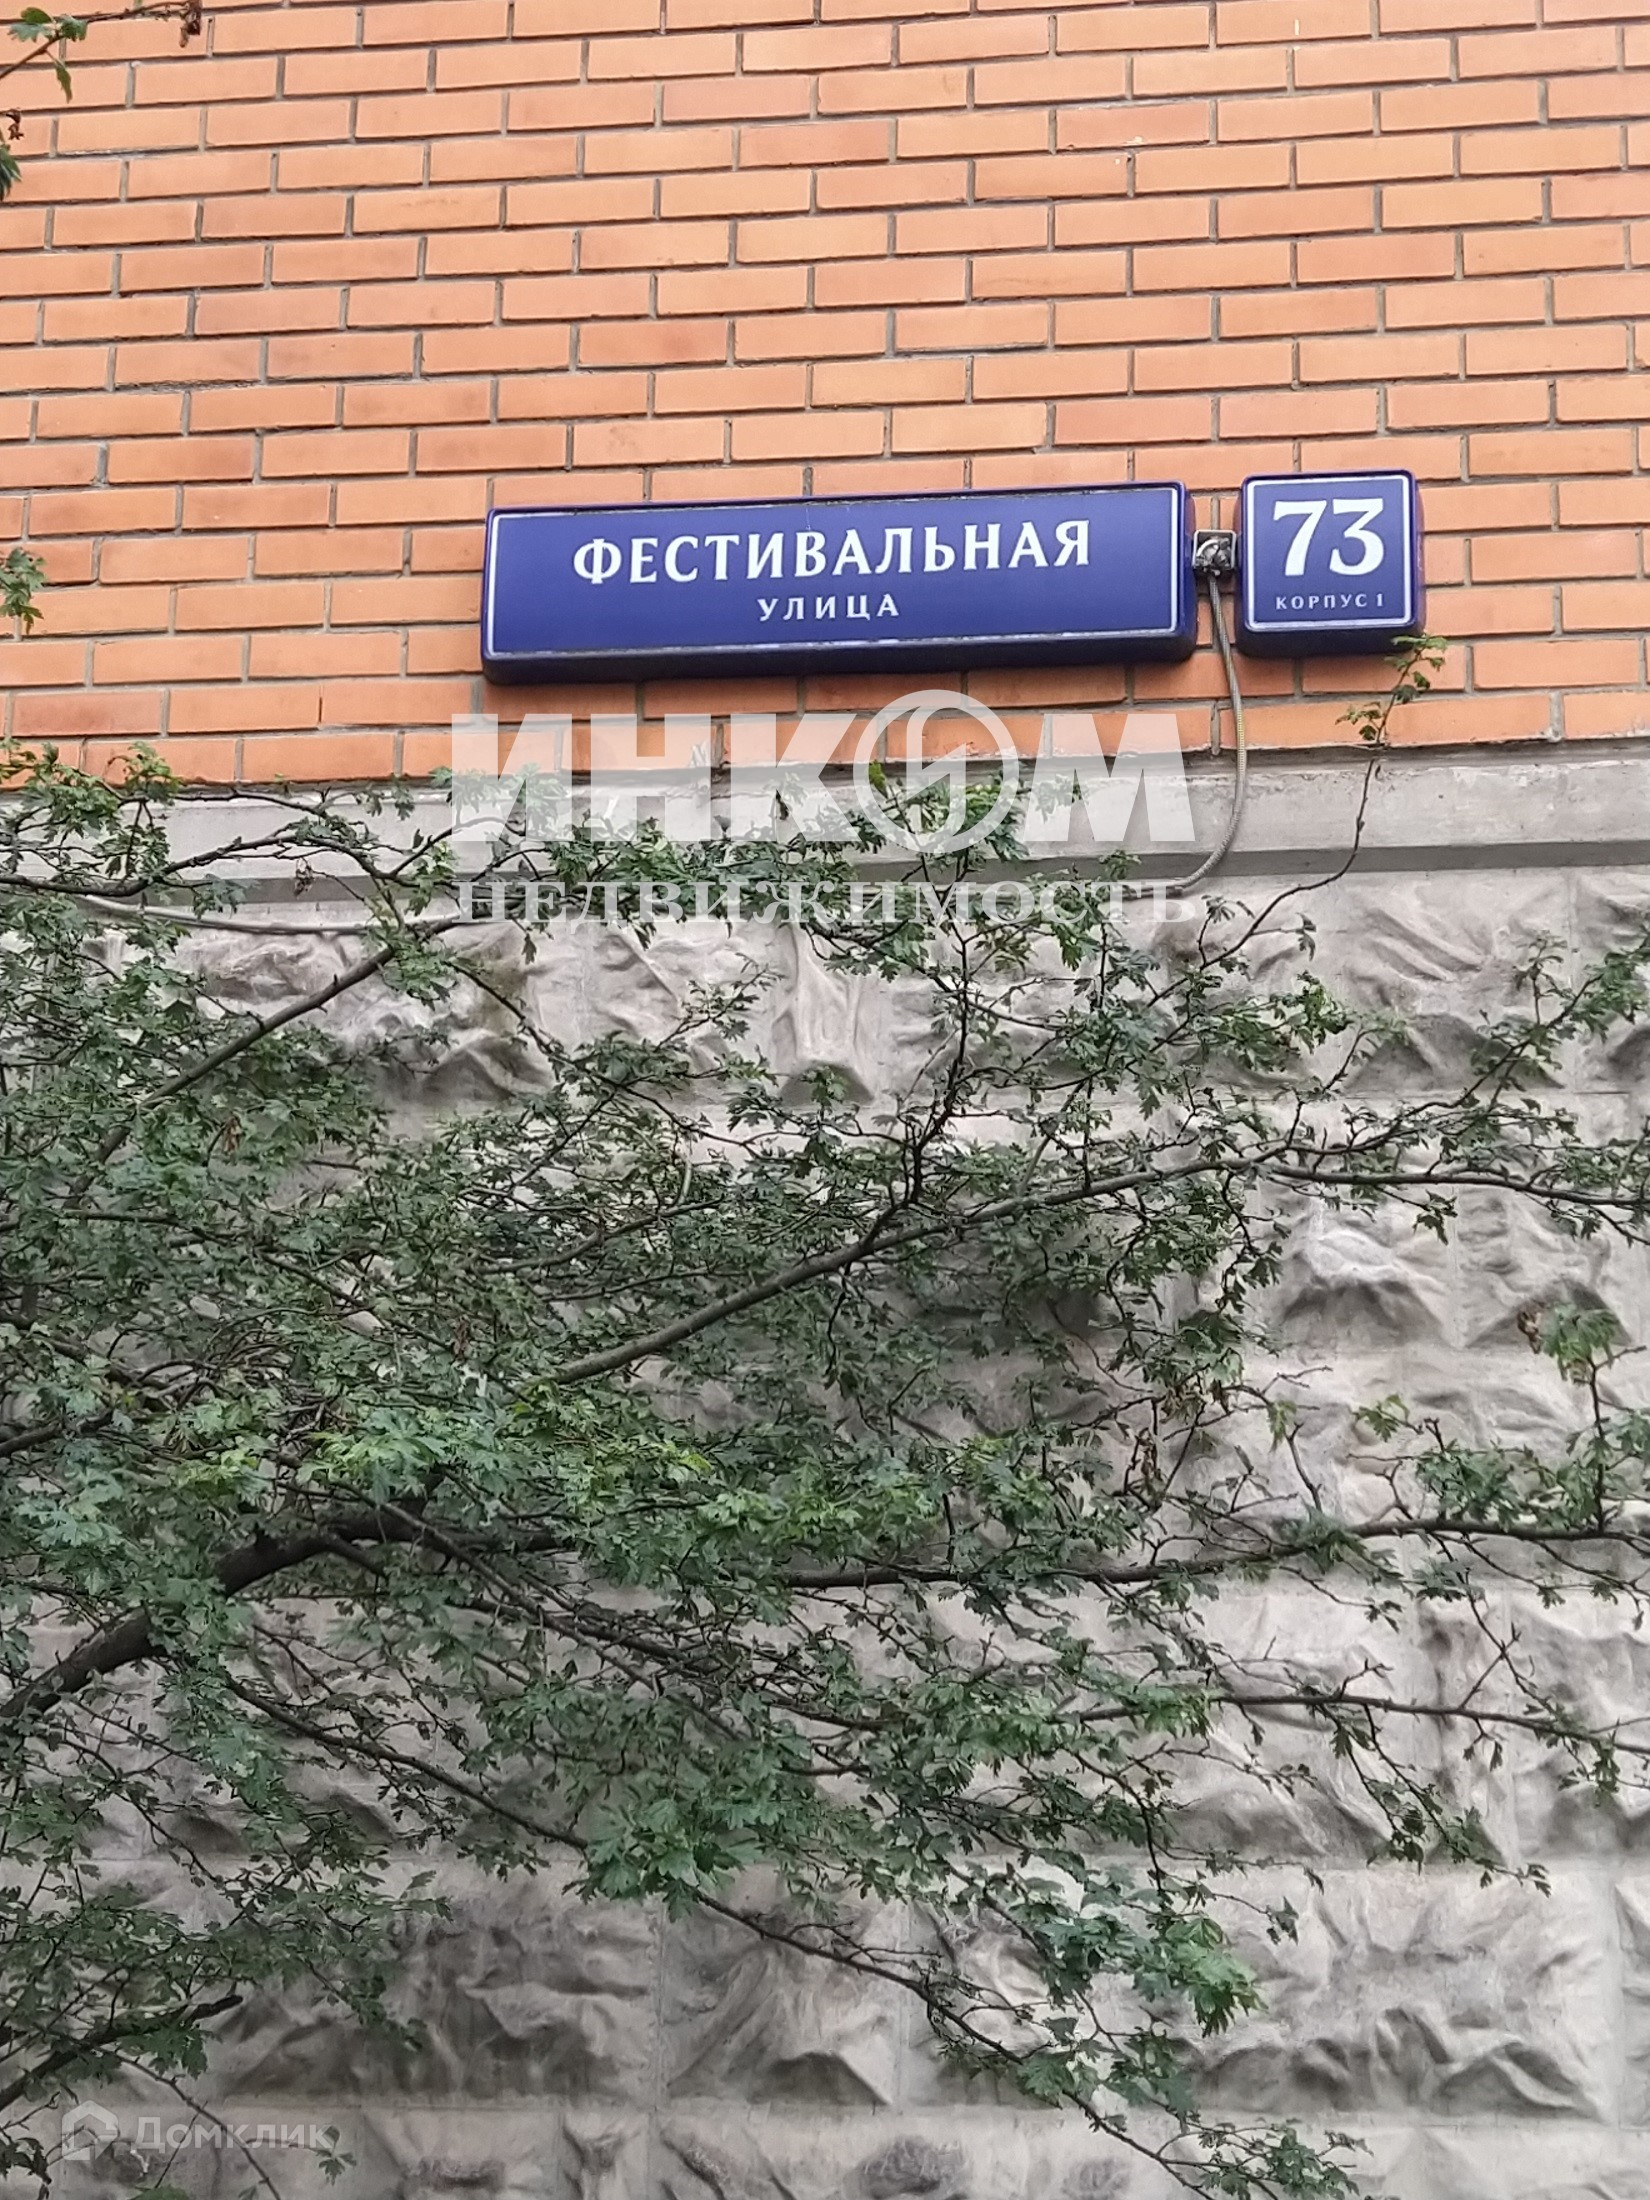 ФЕСТИВАЛЬНАЯ
УЛИЦА
73
КОРПУС 1
ИНКОМ
НЕДВИЖИМОСТЬ
Домклик